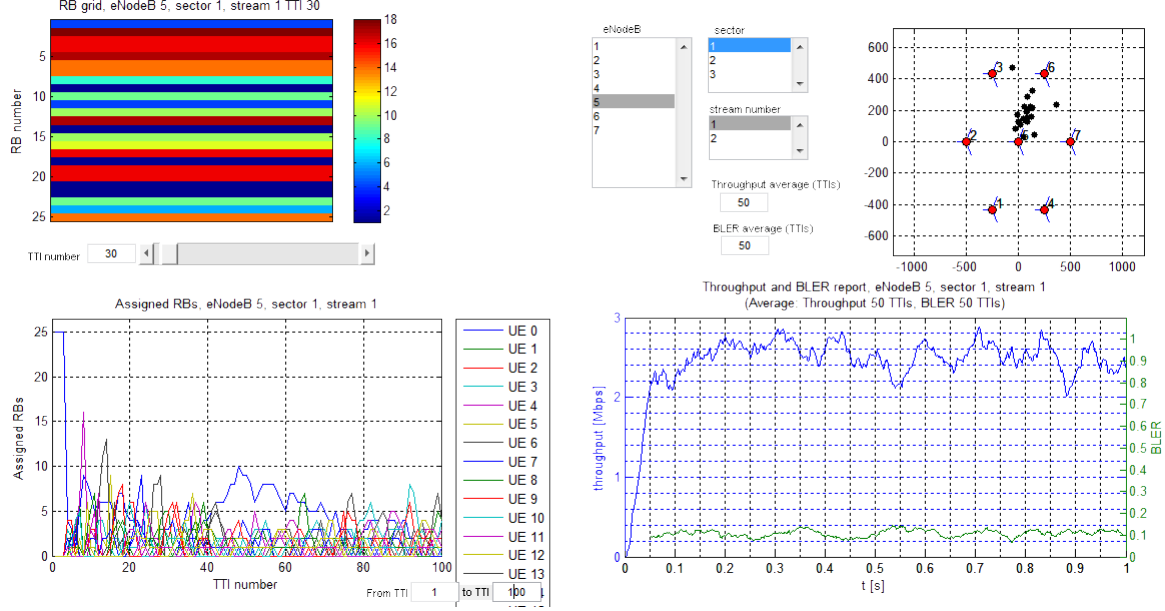 RB grid, eNodeB 5, sector 1, stream 1 TTI 30
RB number
5
10
15
20
25
18
16
14
12
10
8
6
4
2
TTI number
30
eNodeB
1
2
3
4
5
6
7
sector
1
2
3
stream number
1
2
Throughput average (TTIs)
50
BLER average (TTIs)
50
600
400
200
0
-200
-400
-600
-1000
-500
0
500
1000
3
6
2
5
7
1
4
Assigned RBs, eNodeB 5, sector 1, stream 1
Assigned RBs
25
20
15
10
5
0
0
20
40
60
80
100
TTI number
UE 0
UE 1
UE 2
UE 3
UE 4
UE 5
UE 6
UE 7
UE 8
UE 9
UE 10
UE 11
UE 12
UE 13
From TTI
1
to TTI
100
Throughput and BLER report, eNodeB 5, sector 1, stream 1
(Average: Throughput 50 TTIs, BLER 50 TTIs)
throughput [Mbps]
3
2
1
0
0
0.1
0.2
0.3
0.4
0.5
0.6
0.7
0.8
0.9
1
t [s]
1
0.9
0.8
0.7
0.6
0.5
0.4
0.3
0.2
0.1
0
BLER